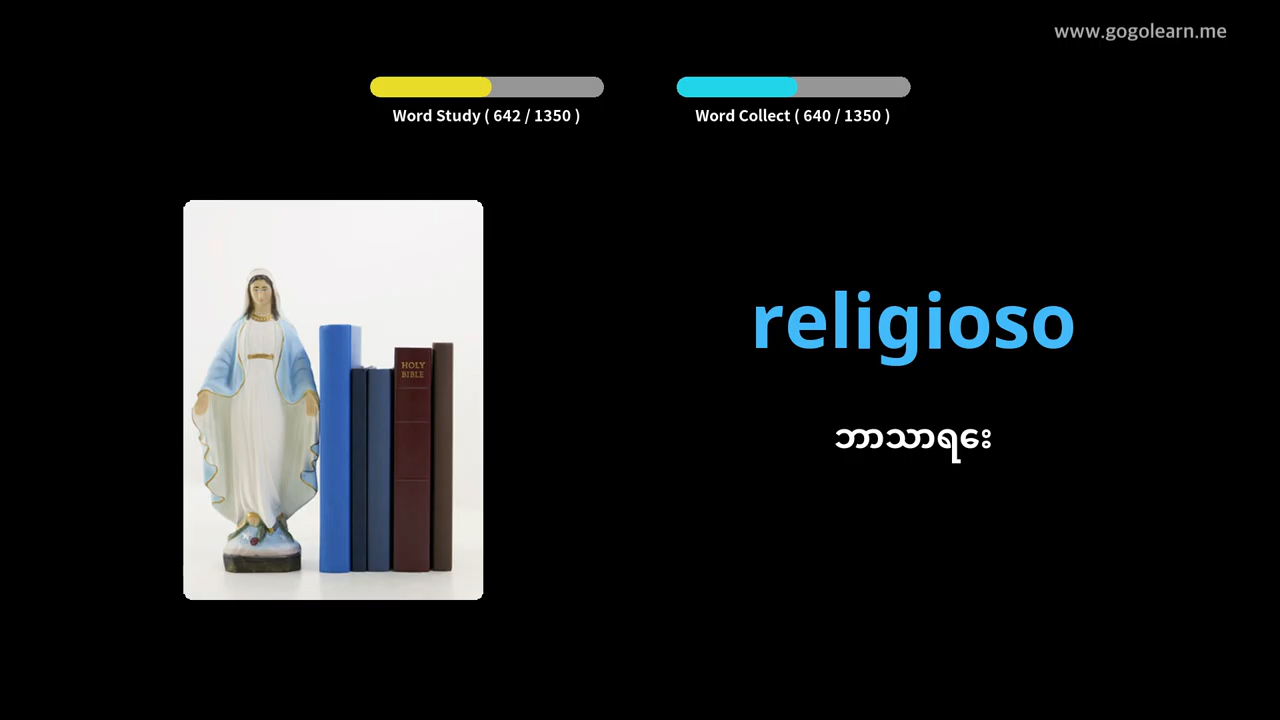 www.gogolearn.me
Word Study ( 642 / 1350 )
Word Collect ( 640 / 1350 )
HOLY
BIBLE
religioso
ဘာသာရေး